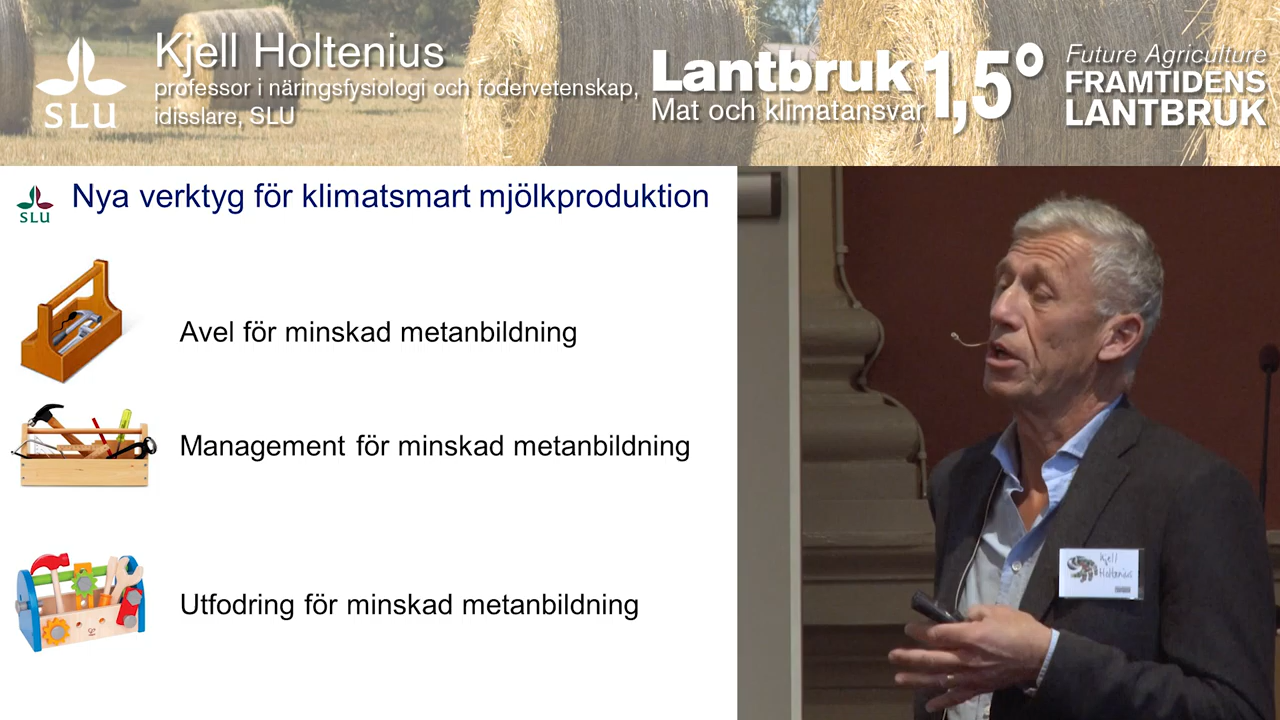 Kjell Holtenius
professor i näringsfysiologi och fodervetenskap,
idisslare, SLU
SLU
Lantbruk 1,5°
Mat och klimatansvar
Future Agriculture
FRAMTIDENS
LANTBRUK
SLU
Nya verktyg för klimatsmart mjölkproduktion
Avel för minskad metanbildning
Management för minskad metanbildning
Utfodring för minskad metanbildning
Kjell
Holtenius